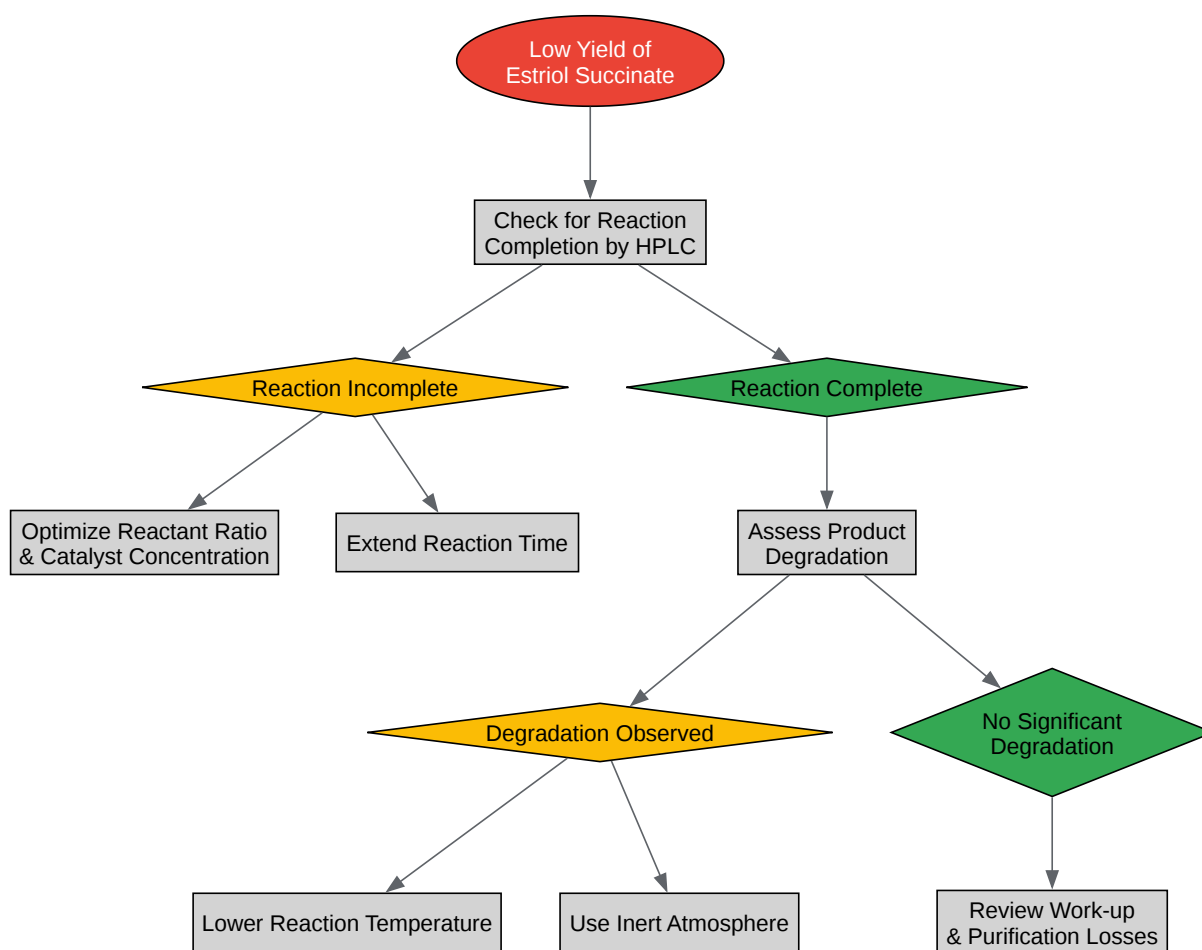 Low Yield of
Estriol Succinate
Check for Reaction
Completion by HPLC
Reaction Incomplete
Reaction Complete
Optimize Reactant Ratio
& Catalyst Concentration
Extend Reaction Time
Assess Product
Degradation
Degradation Observed
No Significant
Degradation
Lower Reaction Temperature
Use Inert Atmosphere
Review Work-up
& Purification Losses